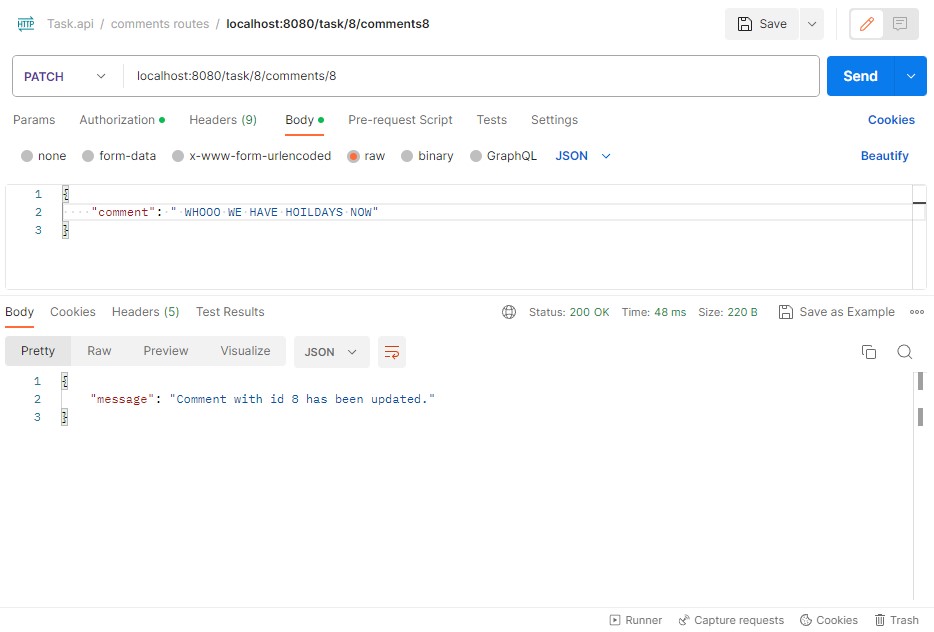 HTTP Task.api / comments routes / localhost:8080/task/8/comments8 Save
PATCH localhost:8080/task/8/comments/8 Send
Params Authorization Headers (9) Body Pre-request Script Tests Settings Cookies
none form-data x-www-form-urlencoded raw binary GraphQL JSON Beautify
1 {
2 "comment": " WHOOO WE HAVE HOILDAYS NOW"
3 }
Body Cookies Headers (5) Test Results Status: 200 OK Time: 48 ms Size: 220 B Save as Example
Pretty Raw Preview Visualize JSON
1 {
2 "message": "Comment with id 8 has been updated."
3 }
Runner Capture requests Cookies Trash